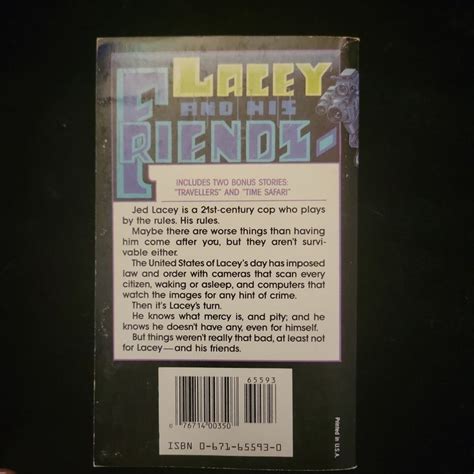 LACEY
AND HIS
FRIENDS-
INCLUDES TWO BONUS STORIES:
"TRAVELLERS" AND "TIME SAFARI"
Jed Lacey is a 21st-century cop who plays
by the rules. His rules.
Maybe there are worse things than having
him come after you, but they aren't survi-
vable either.
The United States of Lacey's day has imposed
law and order with cameras that scan every
citizen, waking or asleep, and computers that
watch the images for any hint of crime.
Then it's Lacey's turn.
He knows what mercy is, and pity; and he
knows he doesn't have any, even for himself.
But things weren't really that bad, at least not
for Lacey—and his friends.
65593
0 76714 00350
ISBN 0-671-65593-0
Printed in U.S.A.